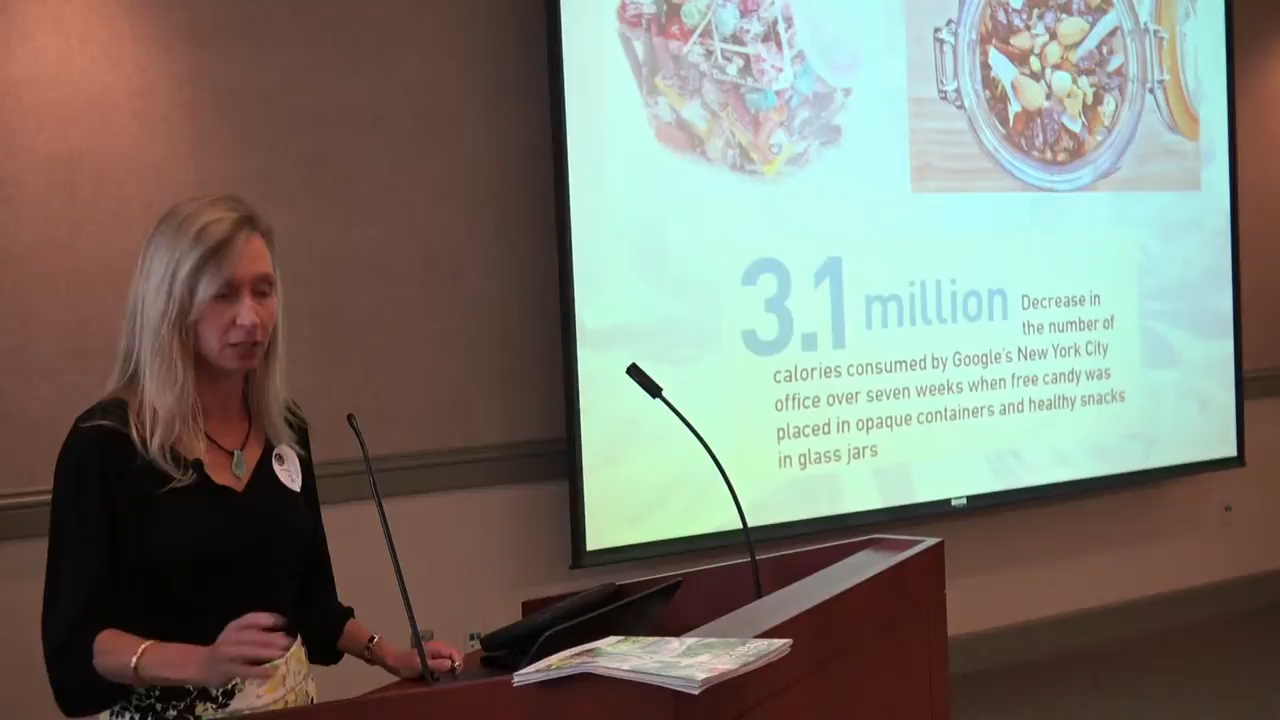 3.1 million Decrease in
the number of
calories consumed by Google's New York City
office over seven weeks when free candy was
placed in opaque containers and healthy snacks
in glass jars